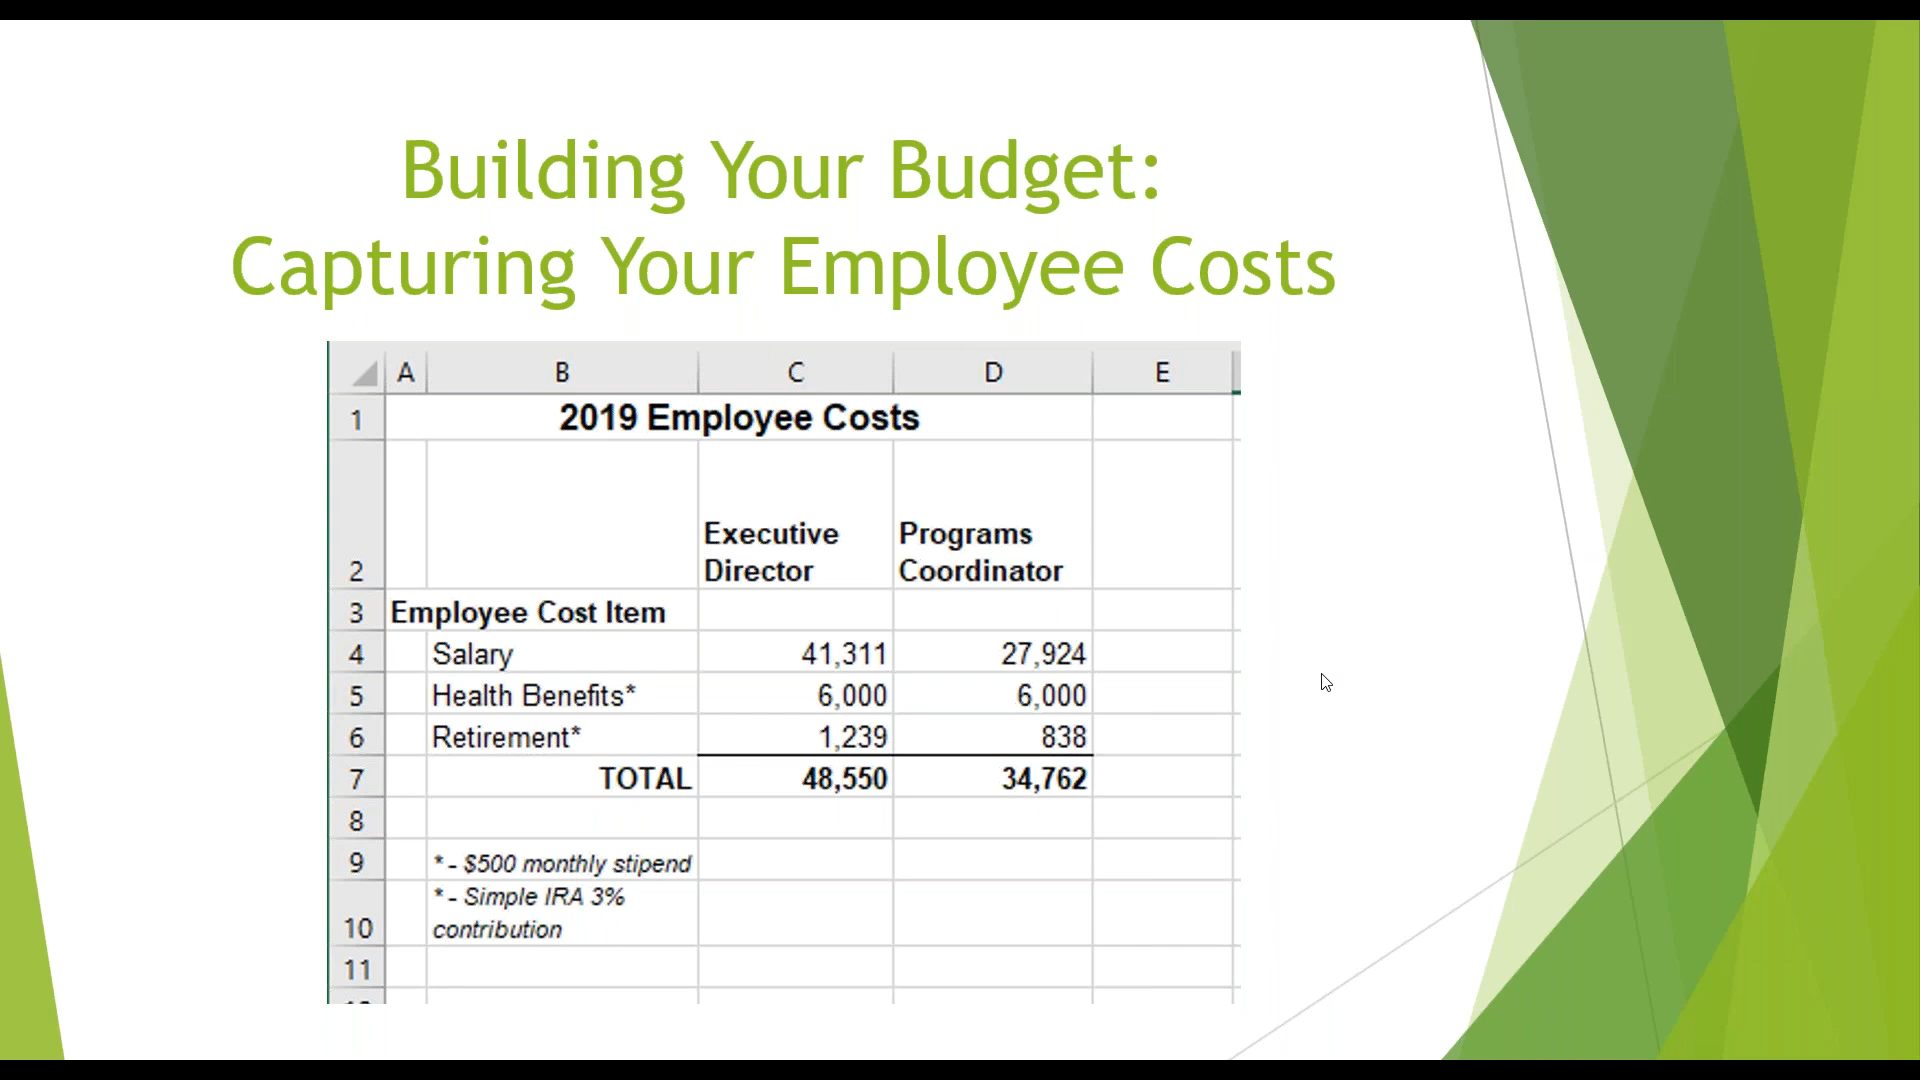 Building Your Budget:
Capturing Your Employee Costs
A B C D E
1 2019 Employee Costs
Executive Programs
2 Director Coordinator
3 Employee Cost Item
4 Salary 41,311 27,924
5 Health Benefits* 6,000 6,000
6 Retirement* 1,239 838
7 TOTAL 48,550 34,762
8
9 * - $500 monthly stipend
* - Simple IRA 3%
10 contribution
11